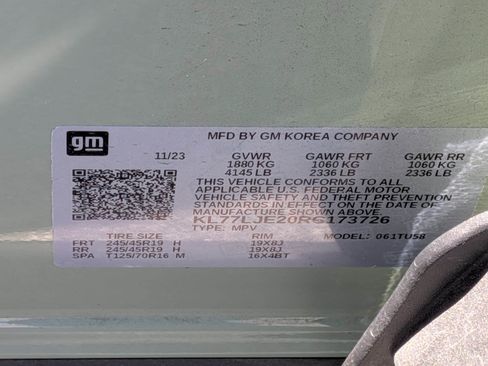 gm
MFD BY GM KOREA COMPANY
11/23 GVWR GAWR FRT GAWR RR
1880 KG 1060 KG 1060 KG
4145 LB 2336 LB 2336 LB
THIS VEHICLE CONFORMS TO ALL
APPLICABLE U.S. FEDERAL MOTOR
VEHICLE SAFETY AND THEFT PREVENTION
STANDARDS IN EFFECT ON THE DATE OF
MANUFACTURE SHOWN ABOVE.
KL77LJE20RC173726
TYPE: MPV
TIRE SIZE RIM MODEL: 061TU58
FRT 245/45R19 H 19X8J
RR 245/45R19 H 19X8J
SPA T125/70R16 M 16X4BT